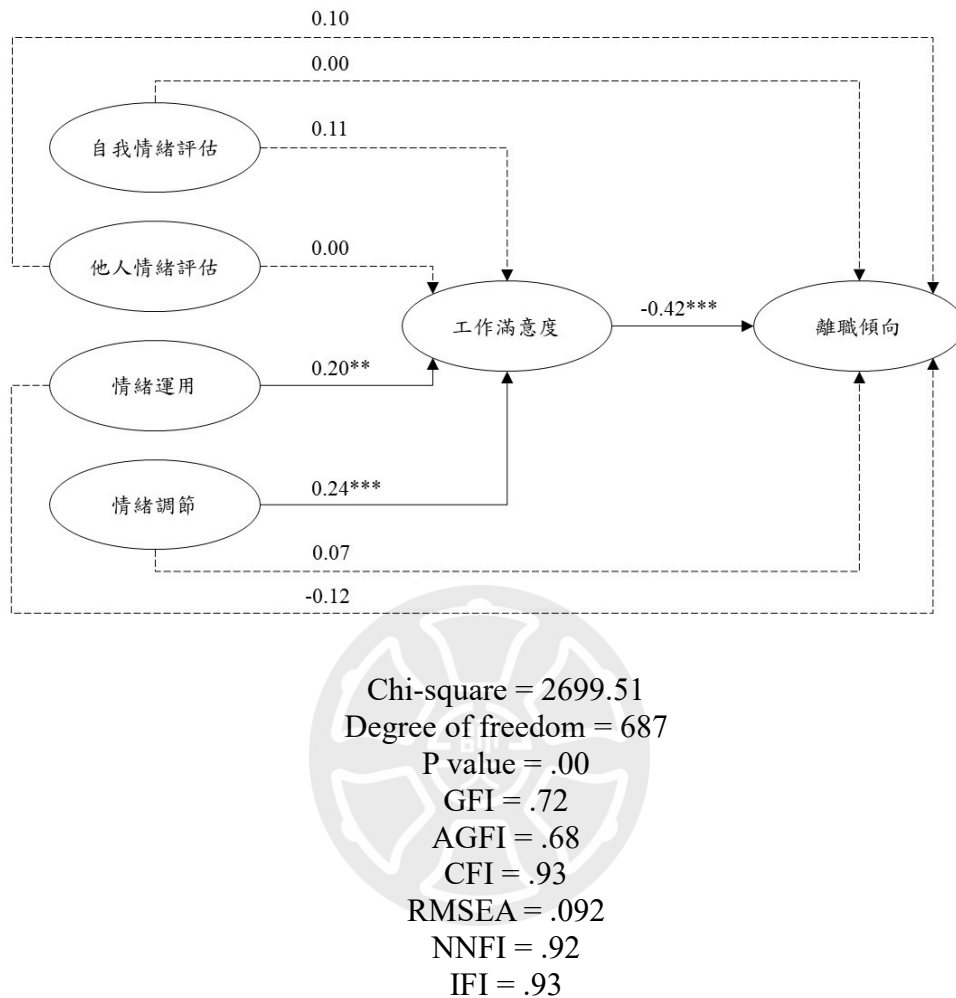 0.10
0.00
自我情緒評估
0.11
他人情緒評估
0.00
工作滿意度
-0.42***
離職傾向
情緒運用
0.20**
情緒調節
0.24***
0.07
-0.12
Chi-square = 2699.51
Degree of freedom = 687
P value = .00
GFI = .72
AGFI = .68
CFI = .93
RMSEA = .092
NNFI = .92
IFI = .93